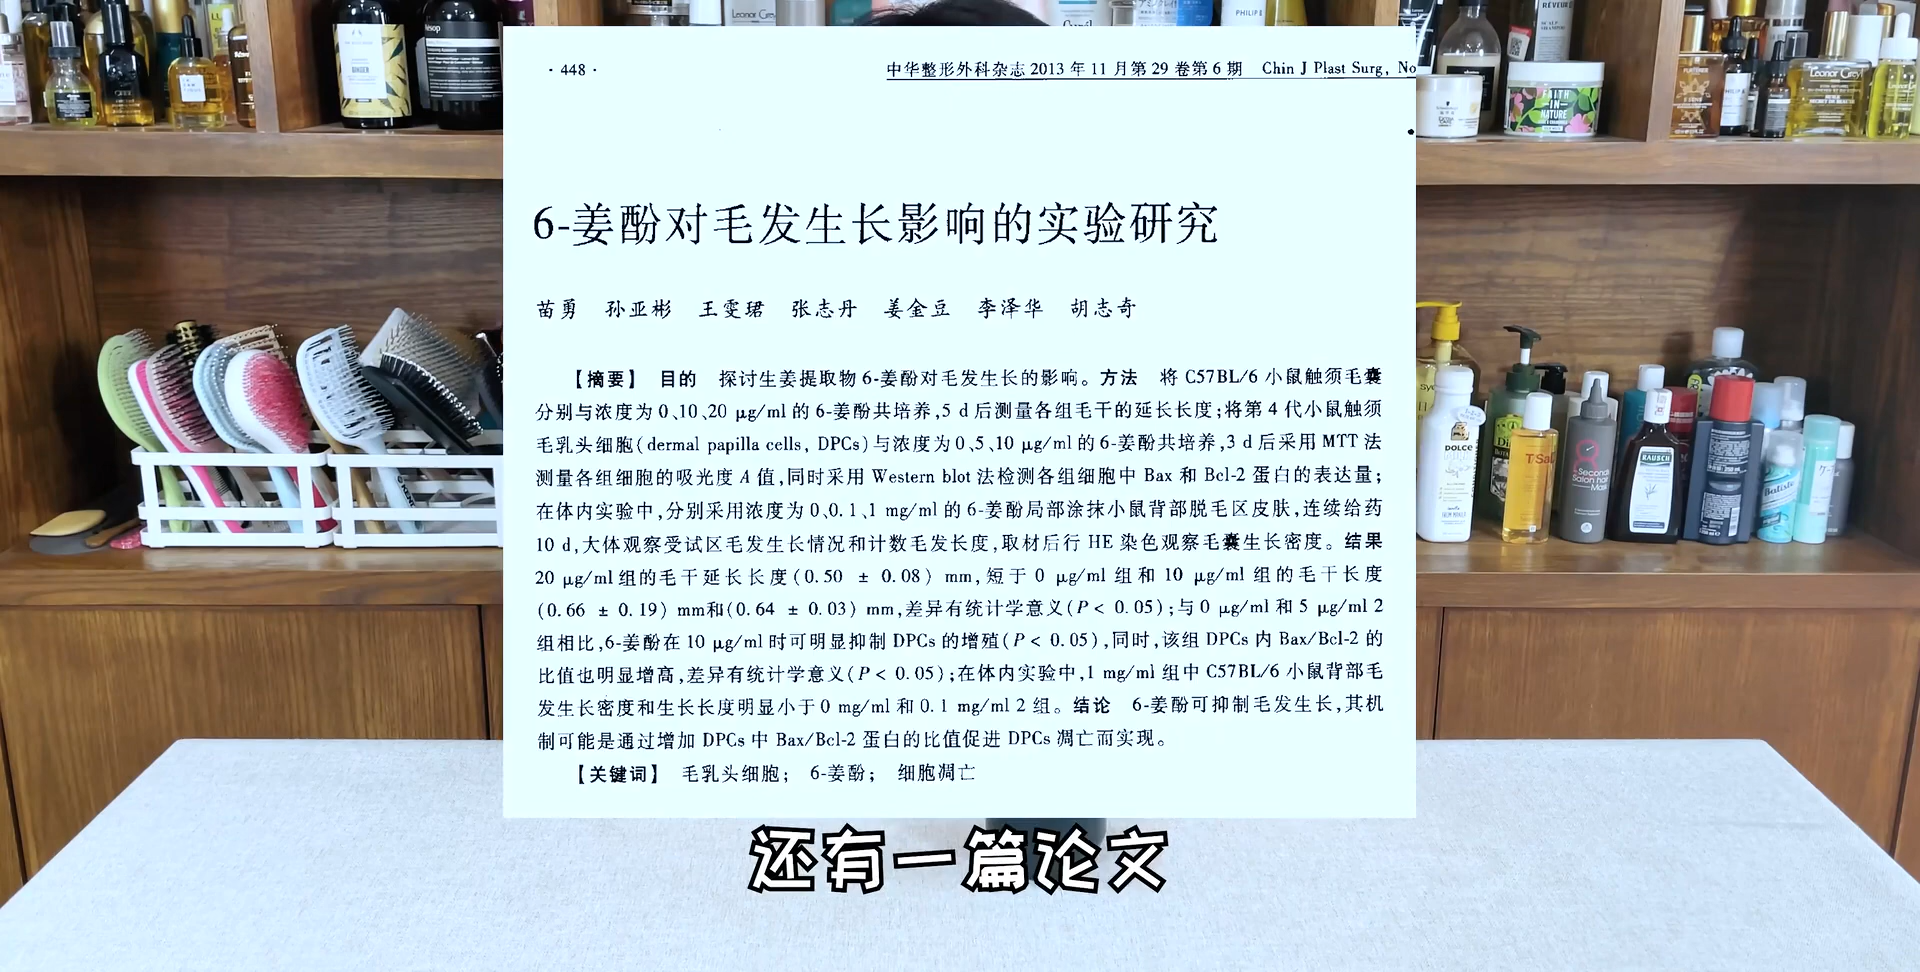 · 448 ·
中华整形外科杂志 2013 年 11 月第 29 卷第 6 期 Chin J Plast Surg, No
6-姜酚对毛发生长影响的实验研究
苗勇 孙亚彬 王雯珺 张志丹 姜金豆 李泽华 胡志奇
【摘要】 目的 探讨生姜提取物 6-姜酚对毛发生长的影响。方法 将 C57BL/6 小鼠触须毛囊
分别与浓度为 0、10、20 μg/ml 的 6-姜酚共培养,5 d 后测量各组毛干的延长长度;将第 4 代小鼠触须
毛乳头细胞(dermal papilla cells, DPCs)与浓度为 0、5、10 μg/ml 的 6-姜酚共培养,3 d 后采用 MTT 法
测量各组细胞的吸光度 A 值,同时采用 Western blot 法检测各组细胞中 Bax 和 Bcl-2 蛋白的表达量;
在体内实验中,分别采用浓度为 0、0.1、1 mg/ml 的 6-姜酚局部涂抹小鼠背部脱毛区皮肤,连续给药
10 d,大体观察受试区毛发生长情况和计数毛发长度,取材后行 HE 染色观察毛囊生长密度。结果
20 μg/ml 组的毛干延长长度(0.50 ± 0.08) mm,短于 0 μg/ml 组和 10 μg/ml 组的毛干长度
(0.66 ± 0.19) mm和(0.64 ± 0.03) mm,差异有统计学意义(P < 0.05);与 0 μg/ml 和 5 μg/ml 2
组相比,6-姜酚在 10 μg/ml 时可明显抑制 DPCs 的增殖(P < 0.05),同时,该组 DPCs 内 Bax/Bcl-2 的
比值也明显增高,差异有统计学意义(P < 0.05);在体内实验中,1 mg/ml 组中 C57BL/6 小鼠背部毛
发生长密度和生长长度明显小于 0 mg/ml 和 0.1 mg/ml 2 组。结论 6-姜酚可抑制毛发生长,其机
制可能是通过增加 DPCs 中 Bax/Bcl-2 蛋白的比值促进 DPCs 凋亡而实现。
【关键词】 毛乳头细胞; 6-姜酚; 细胞凋亡
还有一篇论文
Aesop
Leonor Greyl
PHILIP
FAITH
IN
NATURE
Leonor Greyl
DOLCE
T/Sal
8 Seconds
Salon hair
Mask
RAUSCH
Batiste